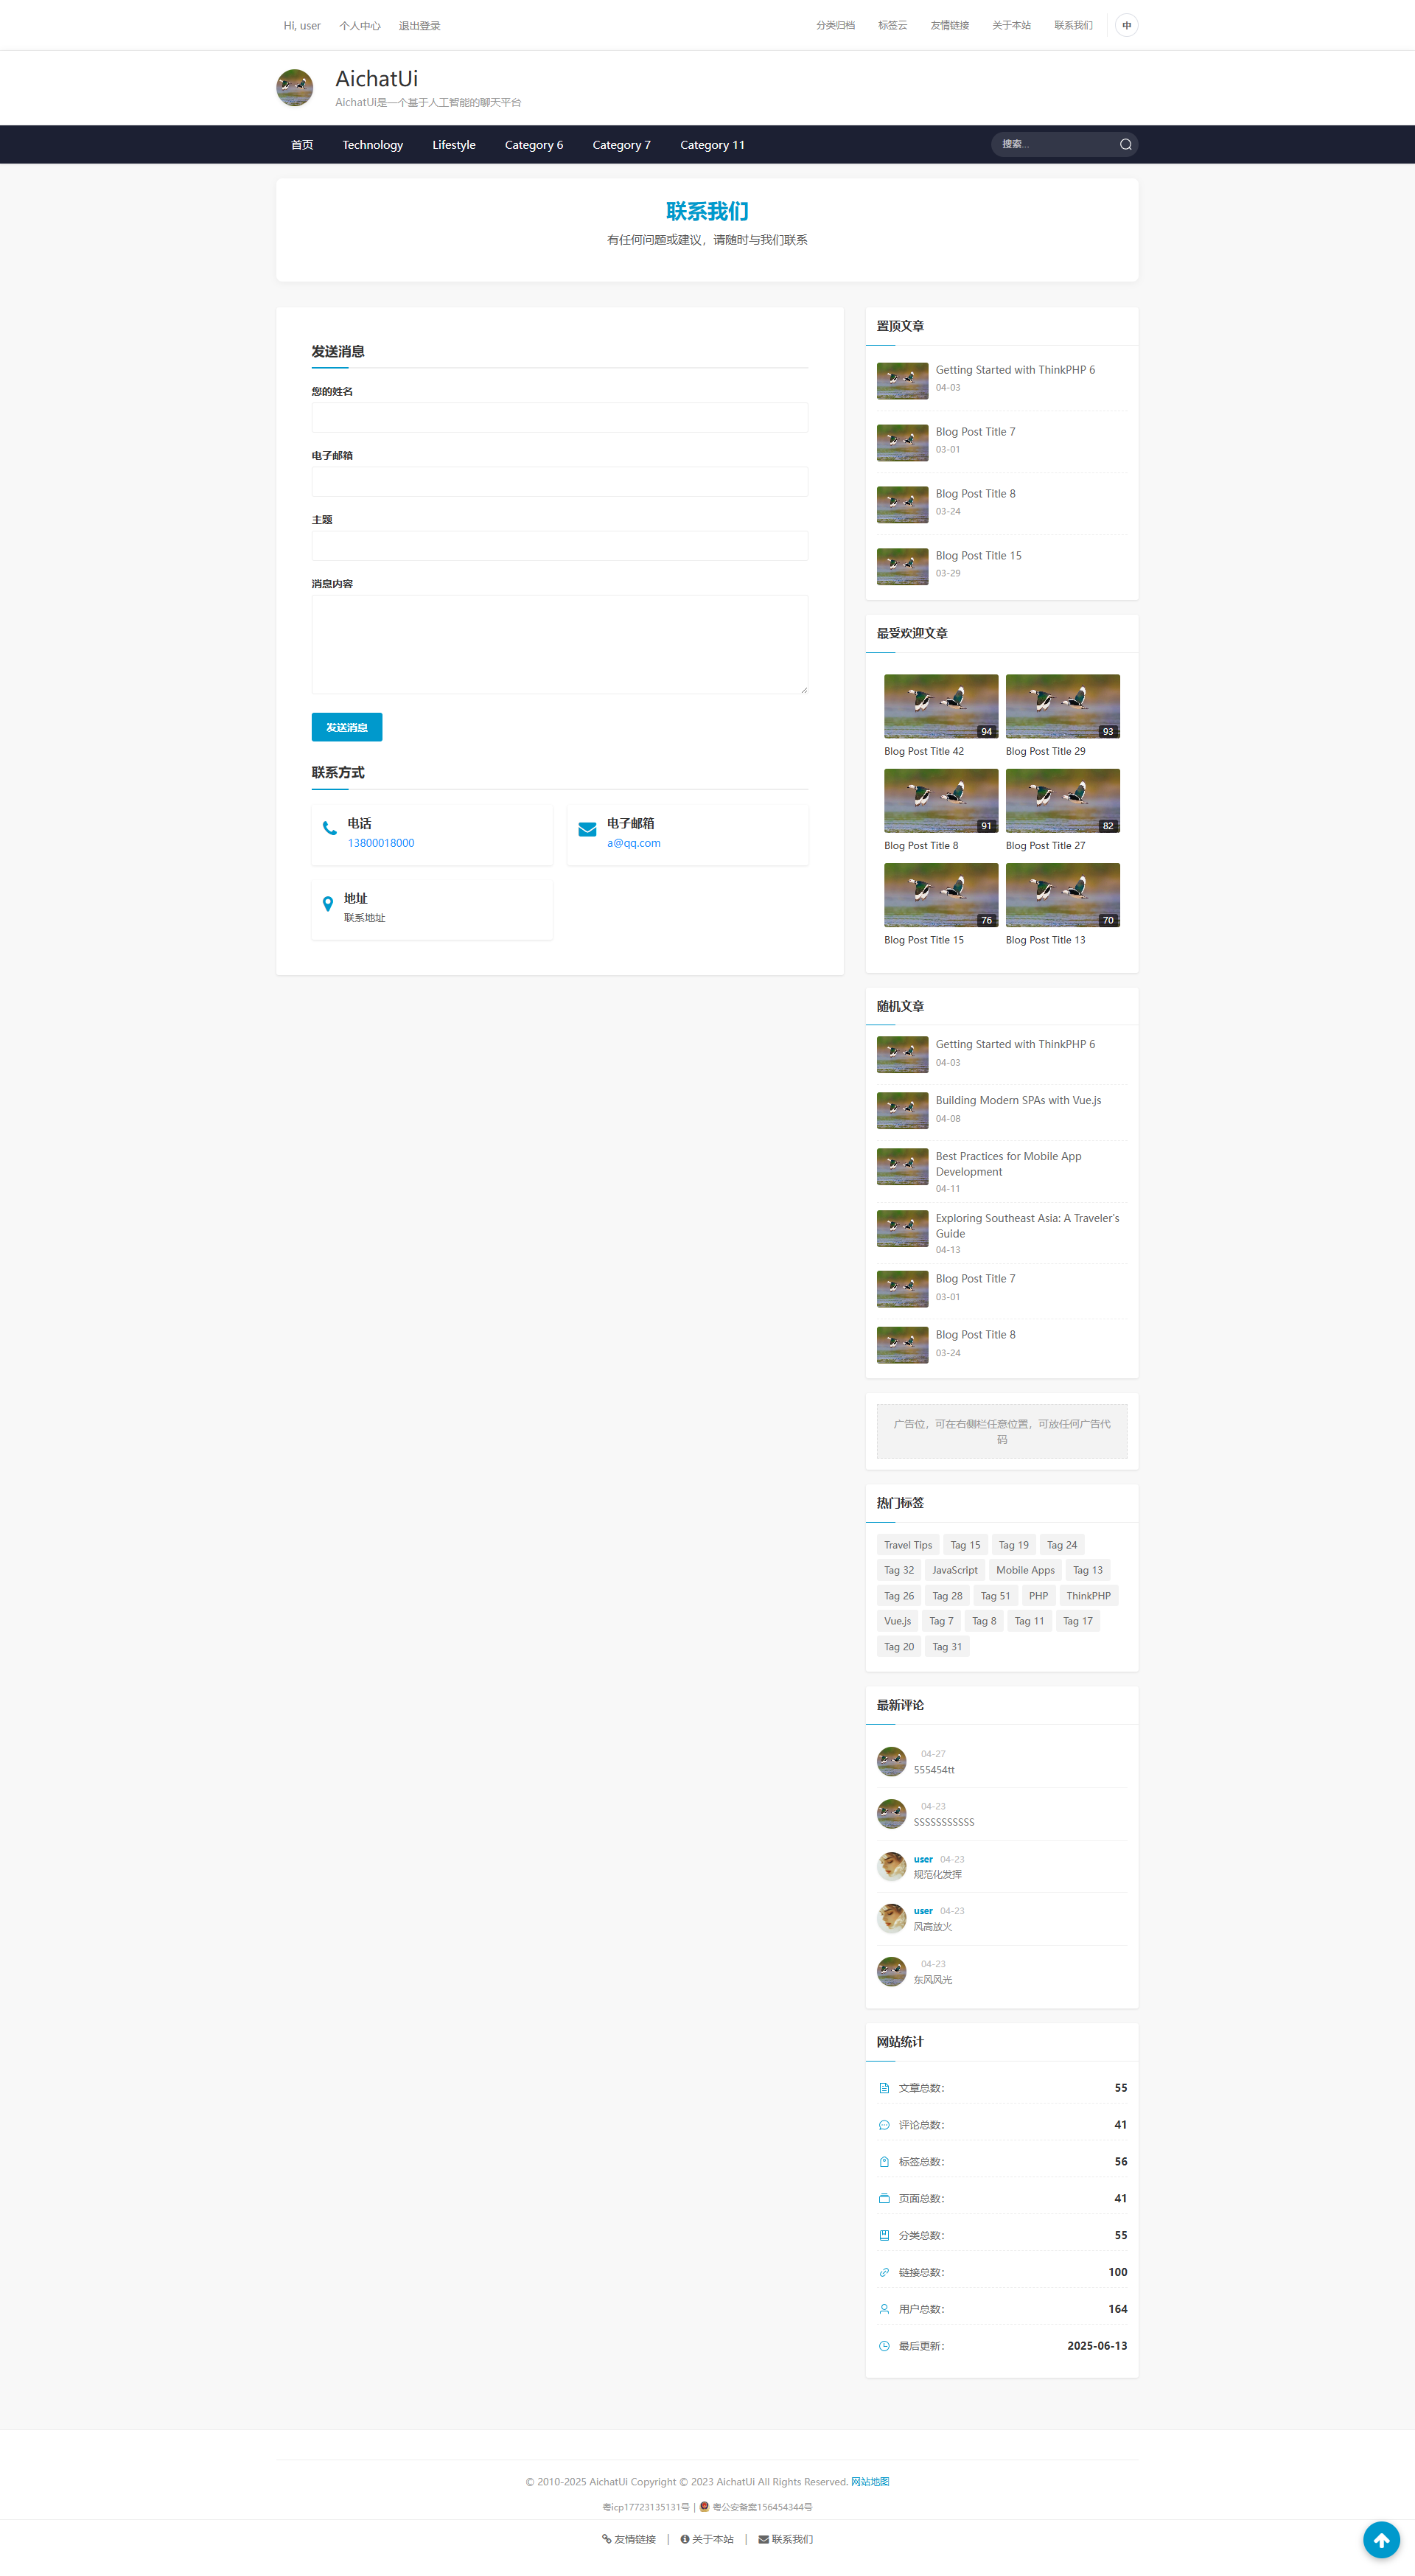 Hi, user 个人中心 退出登录
分类归档 标签云 友情链接 关于本站 联系我们 中
AichatUi
AichatUi是一个基于人工智能的聊天平台
首页 Technology Lifestyle Category 6 Category 7 Category 11 搜索...
联系我们
有任何问题或建议，请随时与我们联系
发送消息
您的姓名
电子邮箱
主题
消息内容
发送消息
联系方式
电话
13800018000
电子邮箱
a@qq.com
地址
联系地址
置顶文章
Getting Started with ThinkPHP 6
04-03
Blog Post Title 7
03-01
Blog Post Title 8
03-24
Blog Post Title 15
03-29
最受欢迎文章
94 93
Blog Post Title 42 Blog Post Title 29
91 82
Blog Post Title 8 Blog Post Title 27
76 70
Blog Post Title 15 Blog Post Title 13
随机文章
Getting Started with ThinkPHP 6
04-03
Building Modern SPAs with Vue.js
04-08
Best Practices for Mobile App
Development
04-11
Exploring Southeast Asia: A Traveler's
Guide
04-13
Blog Post Title 7
03-01
Blog Post Title 8
03-24
广告位，可在右侧栏任意位置，可放任何广告代
码
热门标签
Travel Tips Tag 15 Tag 19 Tag 24
Tag 32 JavaScript Mobile Apps Tag 13
Tag 26 Tag 28 Tag 51 PHP ThinkPHP
Vue.js Tag 7 Tag 8 Tag 11 Tag 17
Tag 20 Tag 31
最新评论
04-27
555454tt
04-23
SSSSSSSSSSS
user 04-23
规范化发挥
user 04-23
风高放火
04-23
东风风光
网站统计
文章总数： 55
评论总数： 41
标签总数： 56
页面总数： 41
分类总数： 55
链接总数： 100
用户总数： 164
最后更新： 2025-06-13
© 2010-2025 AichatUi Copyright © 2023 AichatUi All Rights Reserved. 网站地图
粤icp17723135131号 | 粤公安备案156454344号
友情链接 | 关于本站 | 联系我们